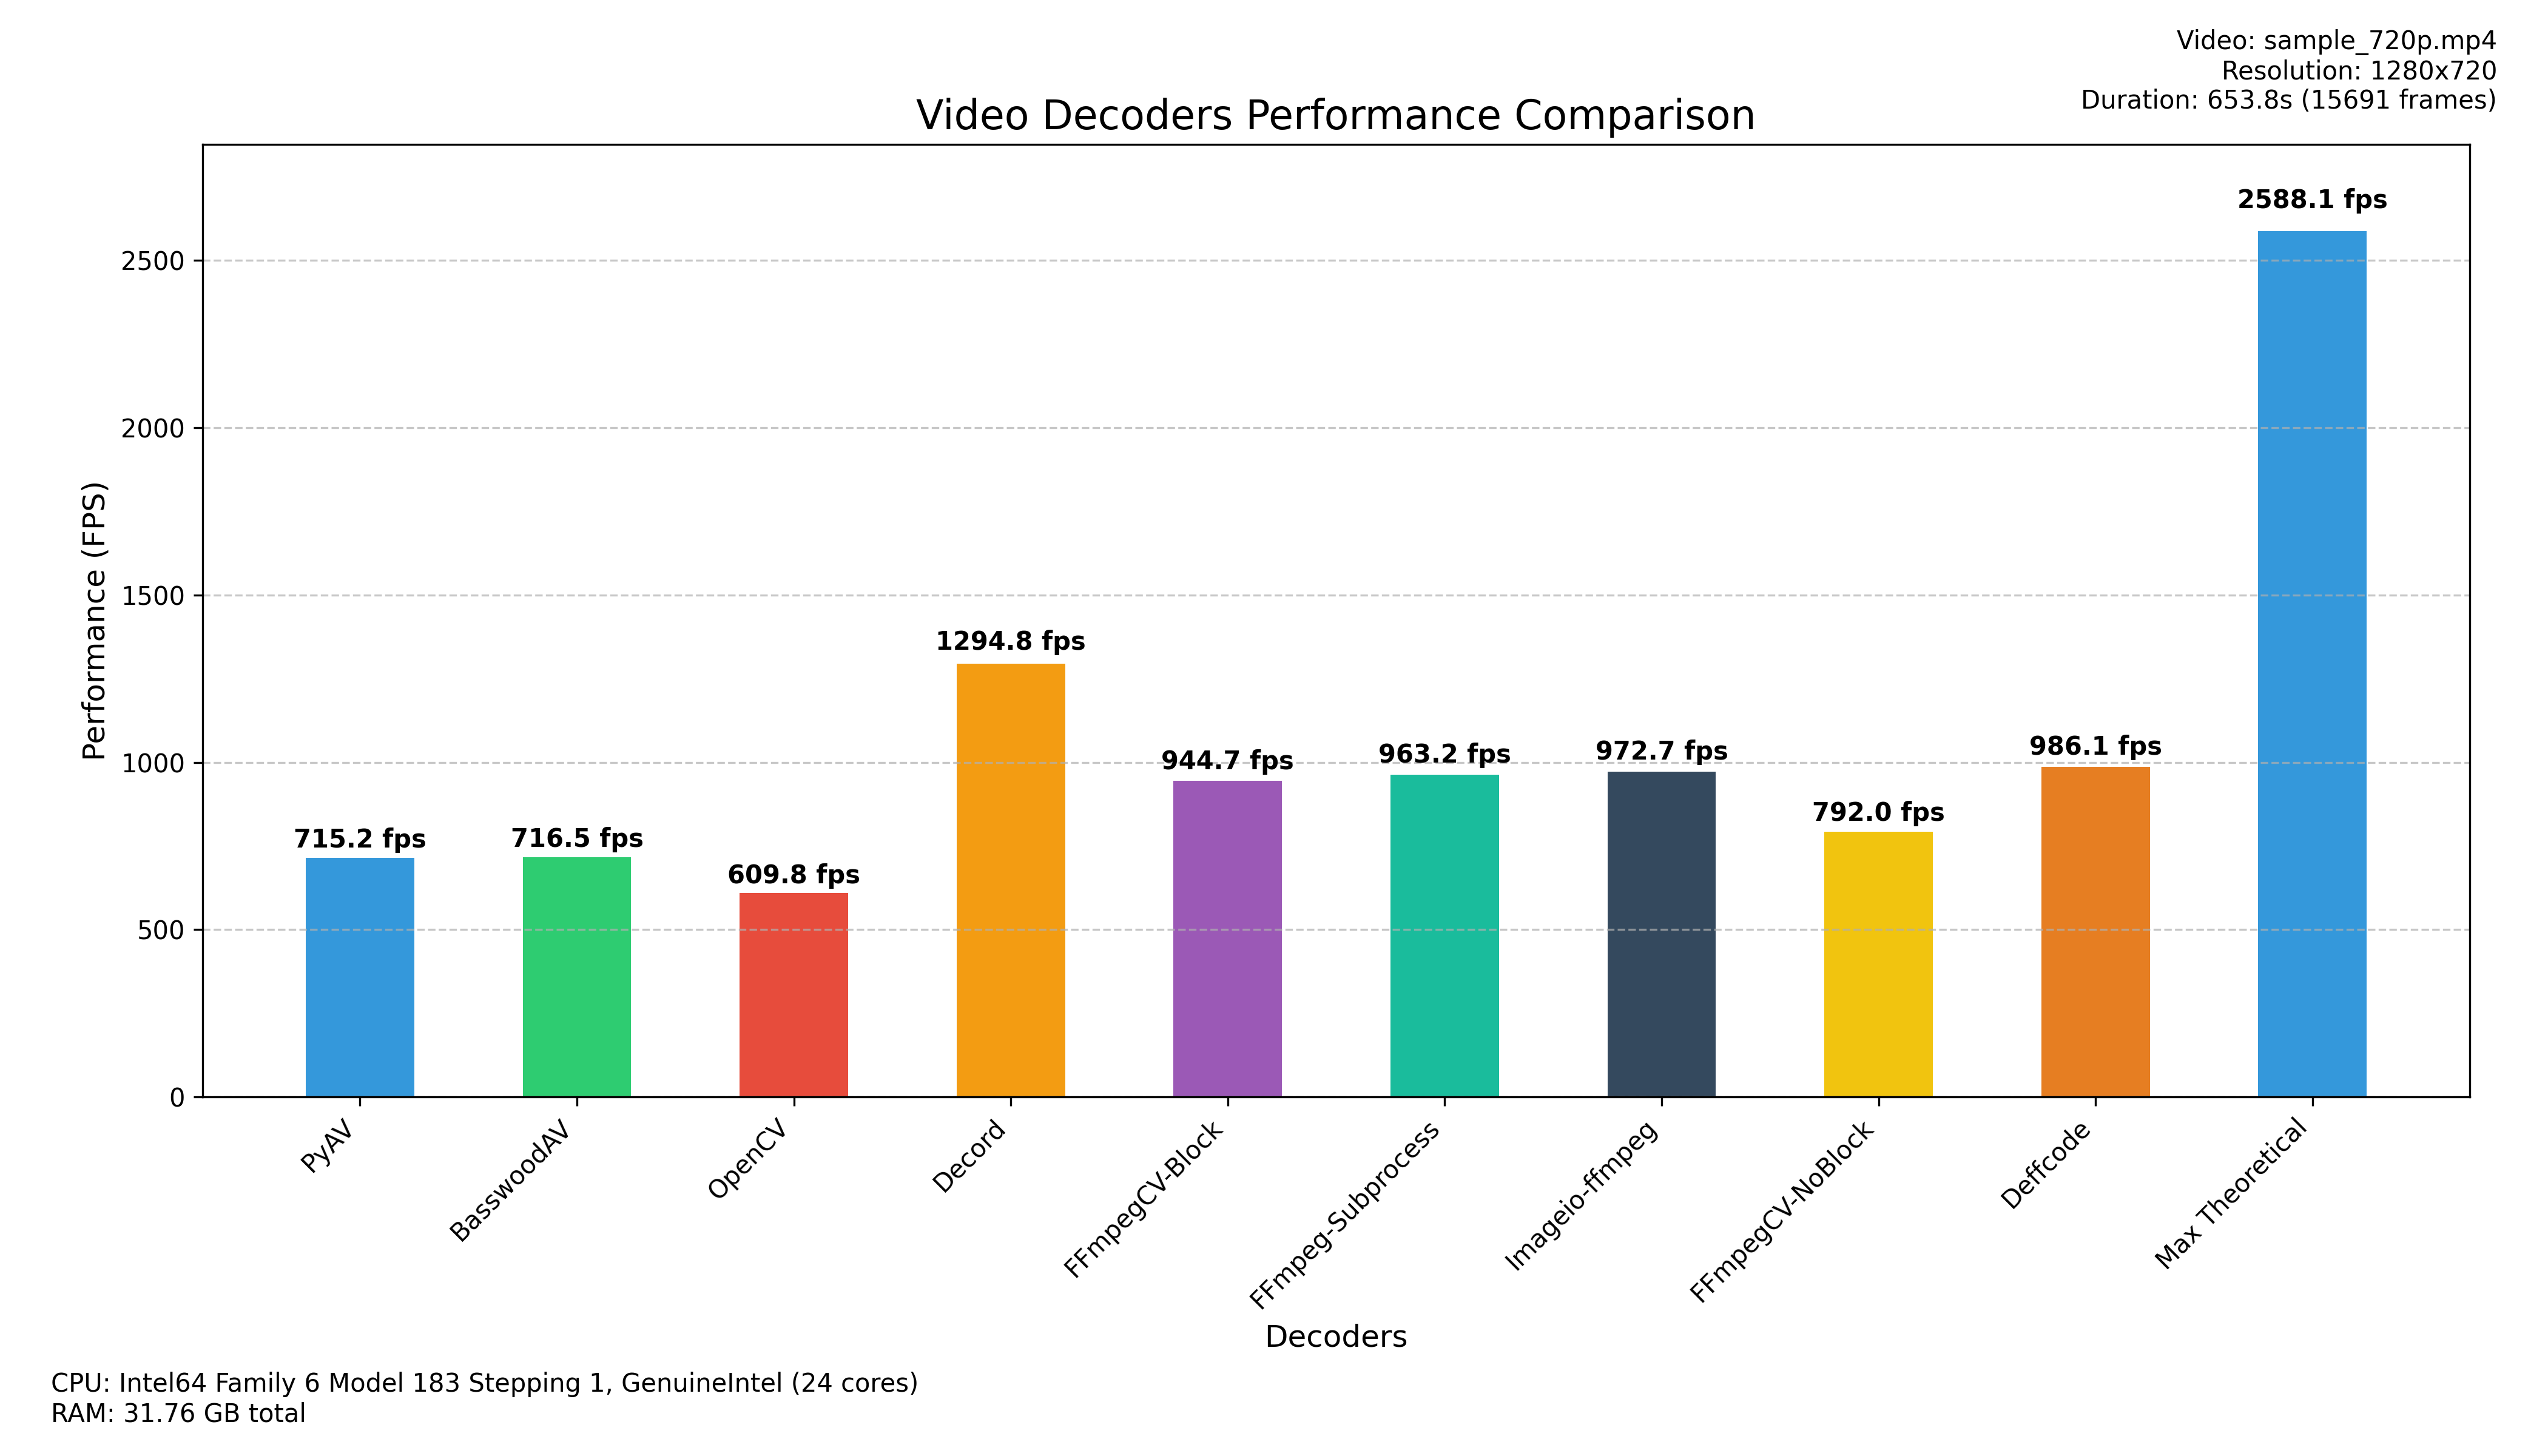 Video: sample_720p.mp4
Resolution: 1280x720
Duration: 653.8s (15691 frames)
Video Decoders Performance Comparison
Performance (FPS)
2500
2000
1500
1000
500
0
715.2 fps
716.5 fps
609.8 fps
1294.8 fps
944.7 fps
963.2 fps
972.7 fps
792.0 fps
986.1 fps
2588.1 fps
PyAV
BasswoodAV
OpenCV
Decord
FFmpegCV-Block
FFmpeg-Subprocess
Imageio-ffmpeg
FFmpegCV-NoBlock
Deffcode
Max Theoretical
Decoders
CPU: Intel64 Family 6 Model 183 Stepping 1, GenuineIntel (24 cores)
RAM: 31.76 GB total